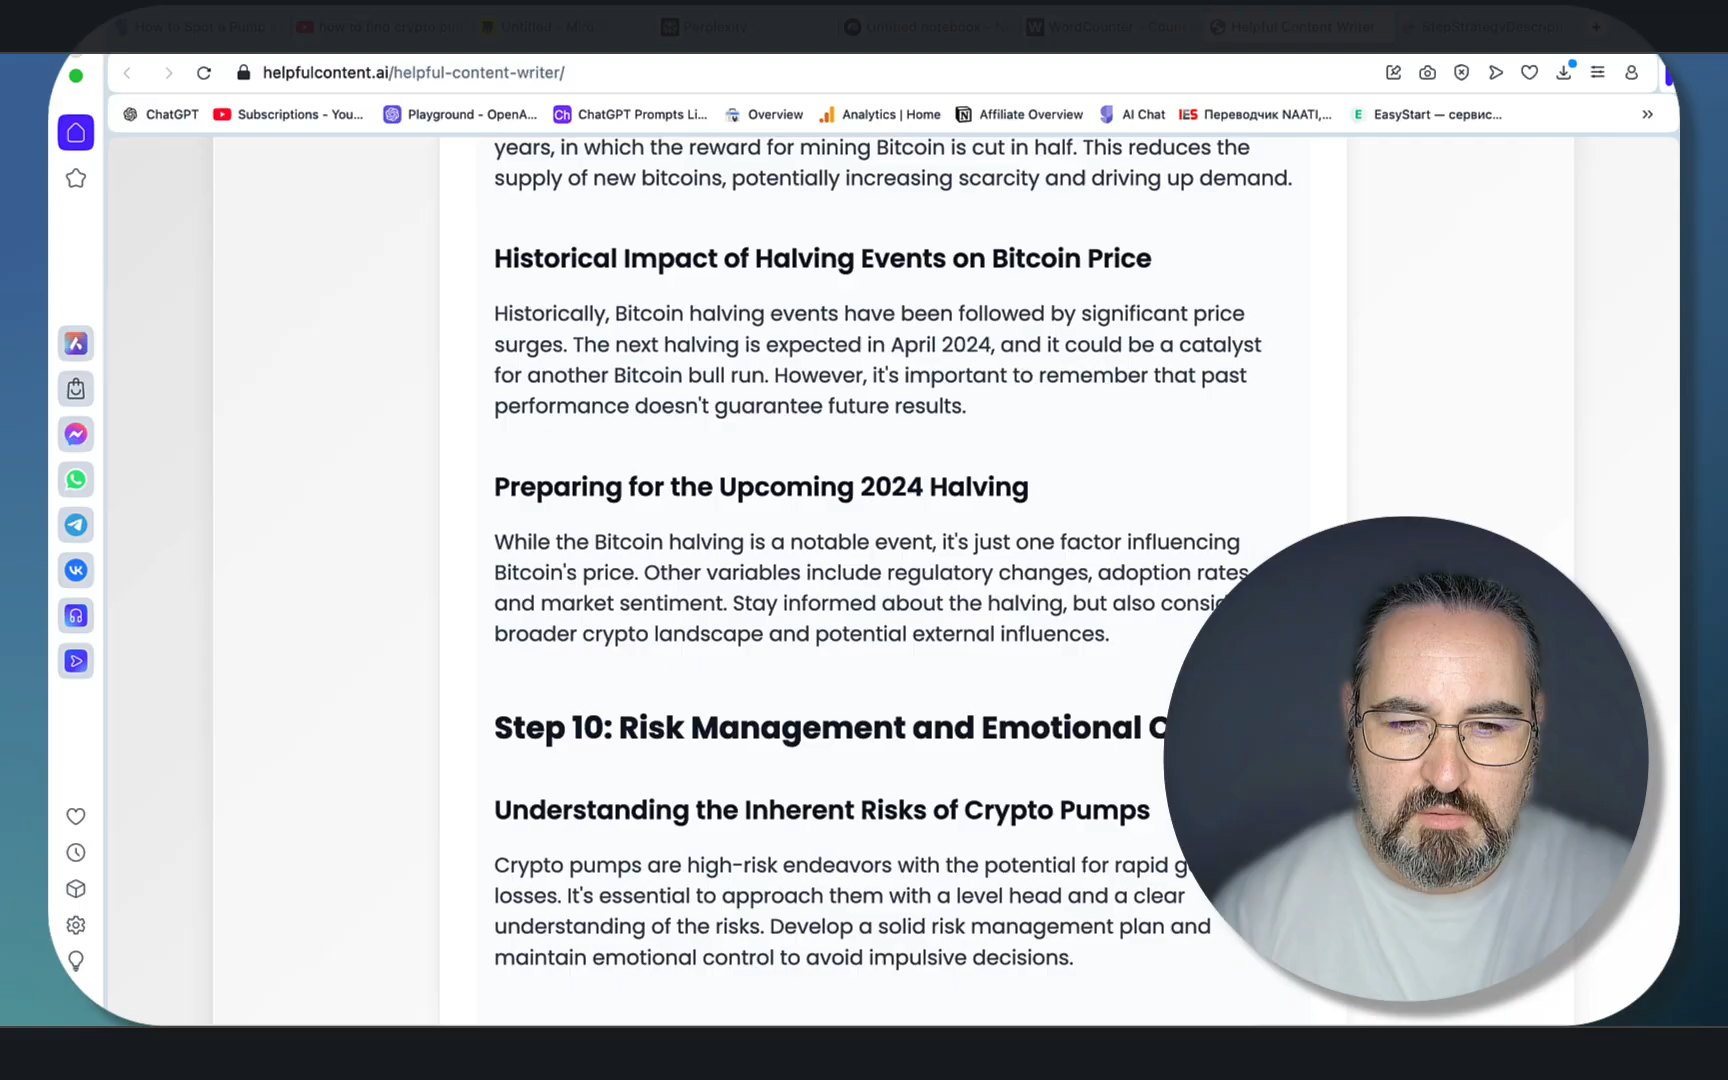 How to Spot a Pump
how to find crypto pu
Untitled - Miro
Perplexity
Untitled notebook - N
WordCounter - Count
Helpful Content Writer
StepStrategyDescrip
helpfulcontent.ai/helpful-content-writer/
ChatGPT
Subscriptions - You...
Playground - OpenA...
Ch
ChatGPT Prompts Li...
Overview
Analytics | Home
Affiliate Overview
AI Chat
IES
Переводчик NAATI,...
E
EasyStart — сервис...
years, in which the reward for mining Bitcoin is cut in half. This reduces the
supply of new bitcoins, potentially increasing scarcity and driving up demand.
Historical Impact of Halving Events on Bitcoin Price
Historically, Bitcoin halving events have been followed by significant price
surges. The next halving is expected in April 2024, and it could be a catalyst
for another Bitcoin bull run. However, it's important to remember that past
performance doesn't guarantee future results.
Preparing for the Upcoming 2024 Halving
While the Bitcoin halving is a notable event, it's just one factor influencing
Bitcoin's price. Other variables include regulatory changes, adoption rates
and market sentiment. Stay informed about the halving, but also consid
broader crypto landscape and potential external influences.
Step 10: Risk Management and Emotional C
Understanding the Inherent Risks of Crypto Pumps
Crypto pumps are high-risk endeavors with the potential for rapid g
losses. It's essential to approach them with a level head and a clear
understanding of the risks. Develop a solid risk management plan and
maintain emotional control to avoid impulsive decisions.